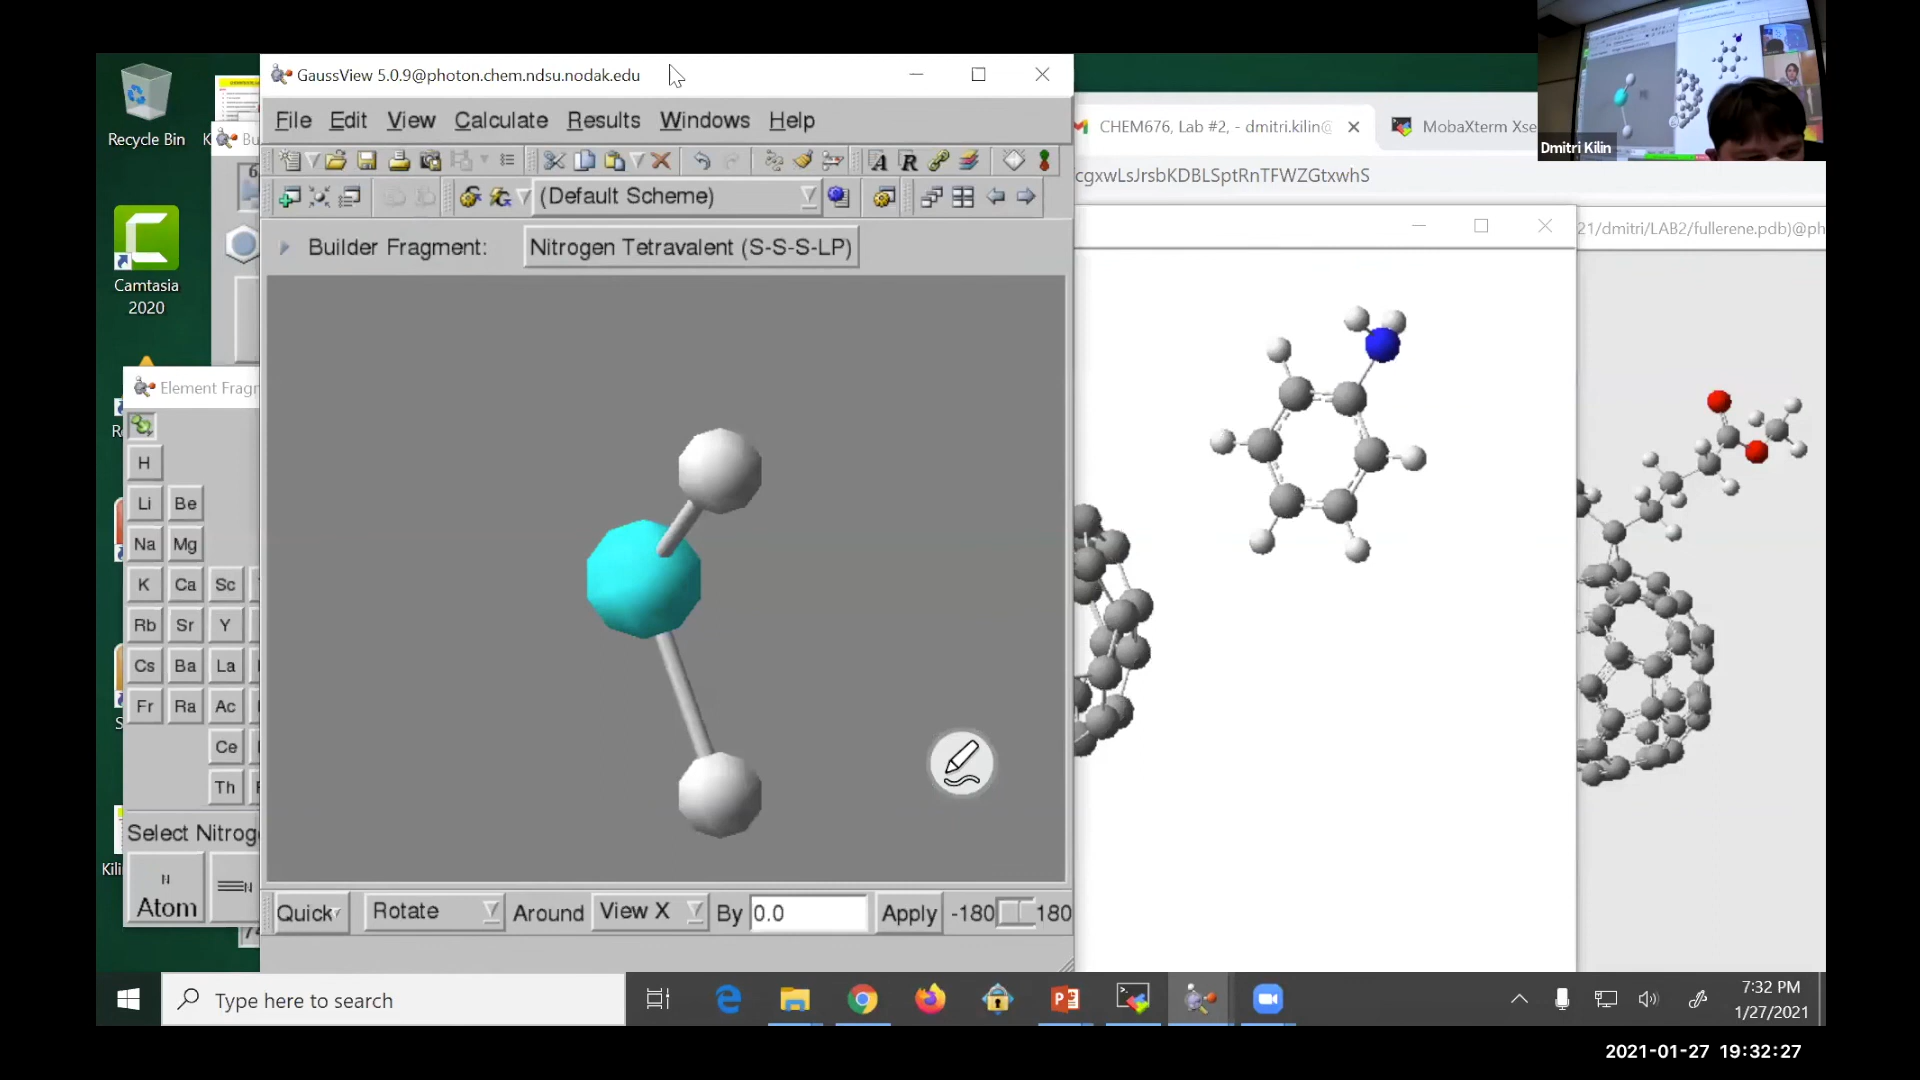 GaussView 5.0.9@photon.chem.ndsu.nodak.edu
File Edit View Calculate Results Windows Help
(Default Scheme)
Builder Fragment: Nitrogen Tetravalent (S-S-S-LP)
Quick Rotate Around View X By 0.0 Apply -180 180
Recycle Bin
K
Bu
Camtasia
2020
Element Fragr
H
Li Be
Na Mg
K Ca Sc
Rb Sr Y
Cs Ba La
Fr Ra Ac
Ce
Th
Select Nitroge
N
Atom
N
Kili
CHEM676, Lab #2, - dmitri.kilin@
MobaXterm Xse
cgxwLsJrsbKDBLSptRnTFWZGtxwhS
21/dmitri/LAB2/fullerene.pdb)@ph
Dmitri Kilin
Type here to search
7:32 PM
1/27/2021
2021-01-27 19:32:27